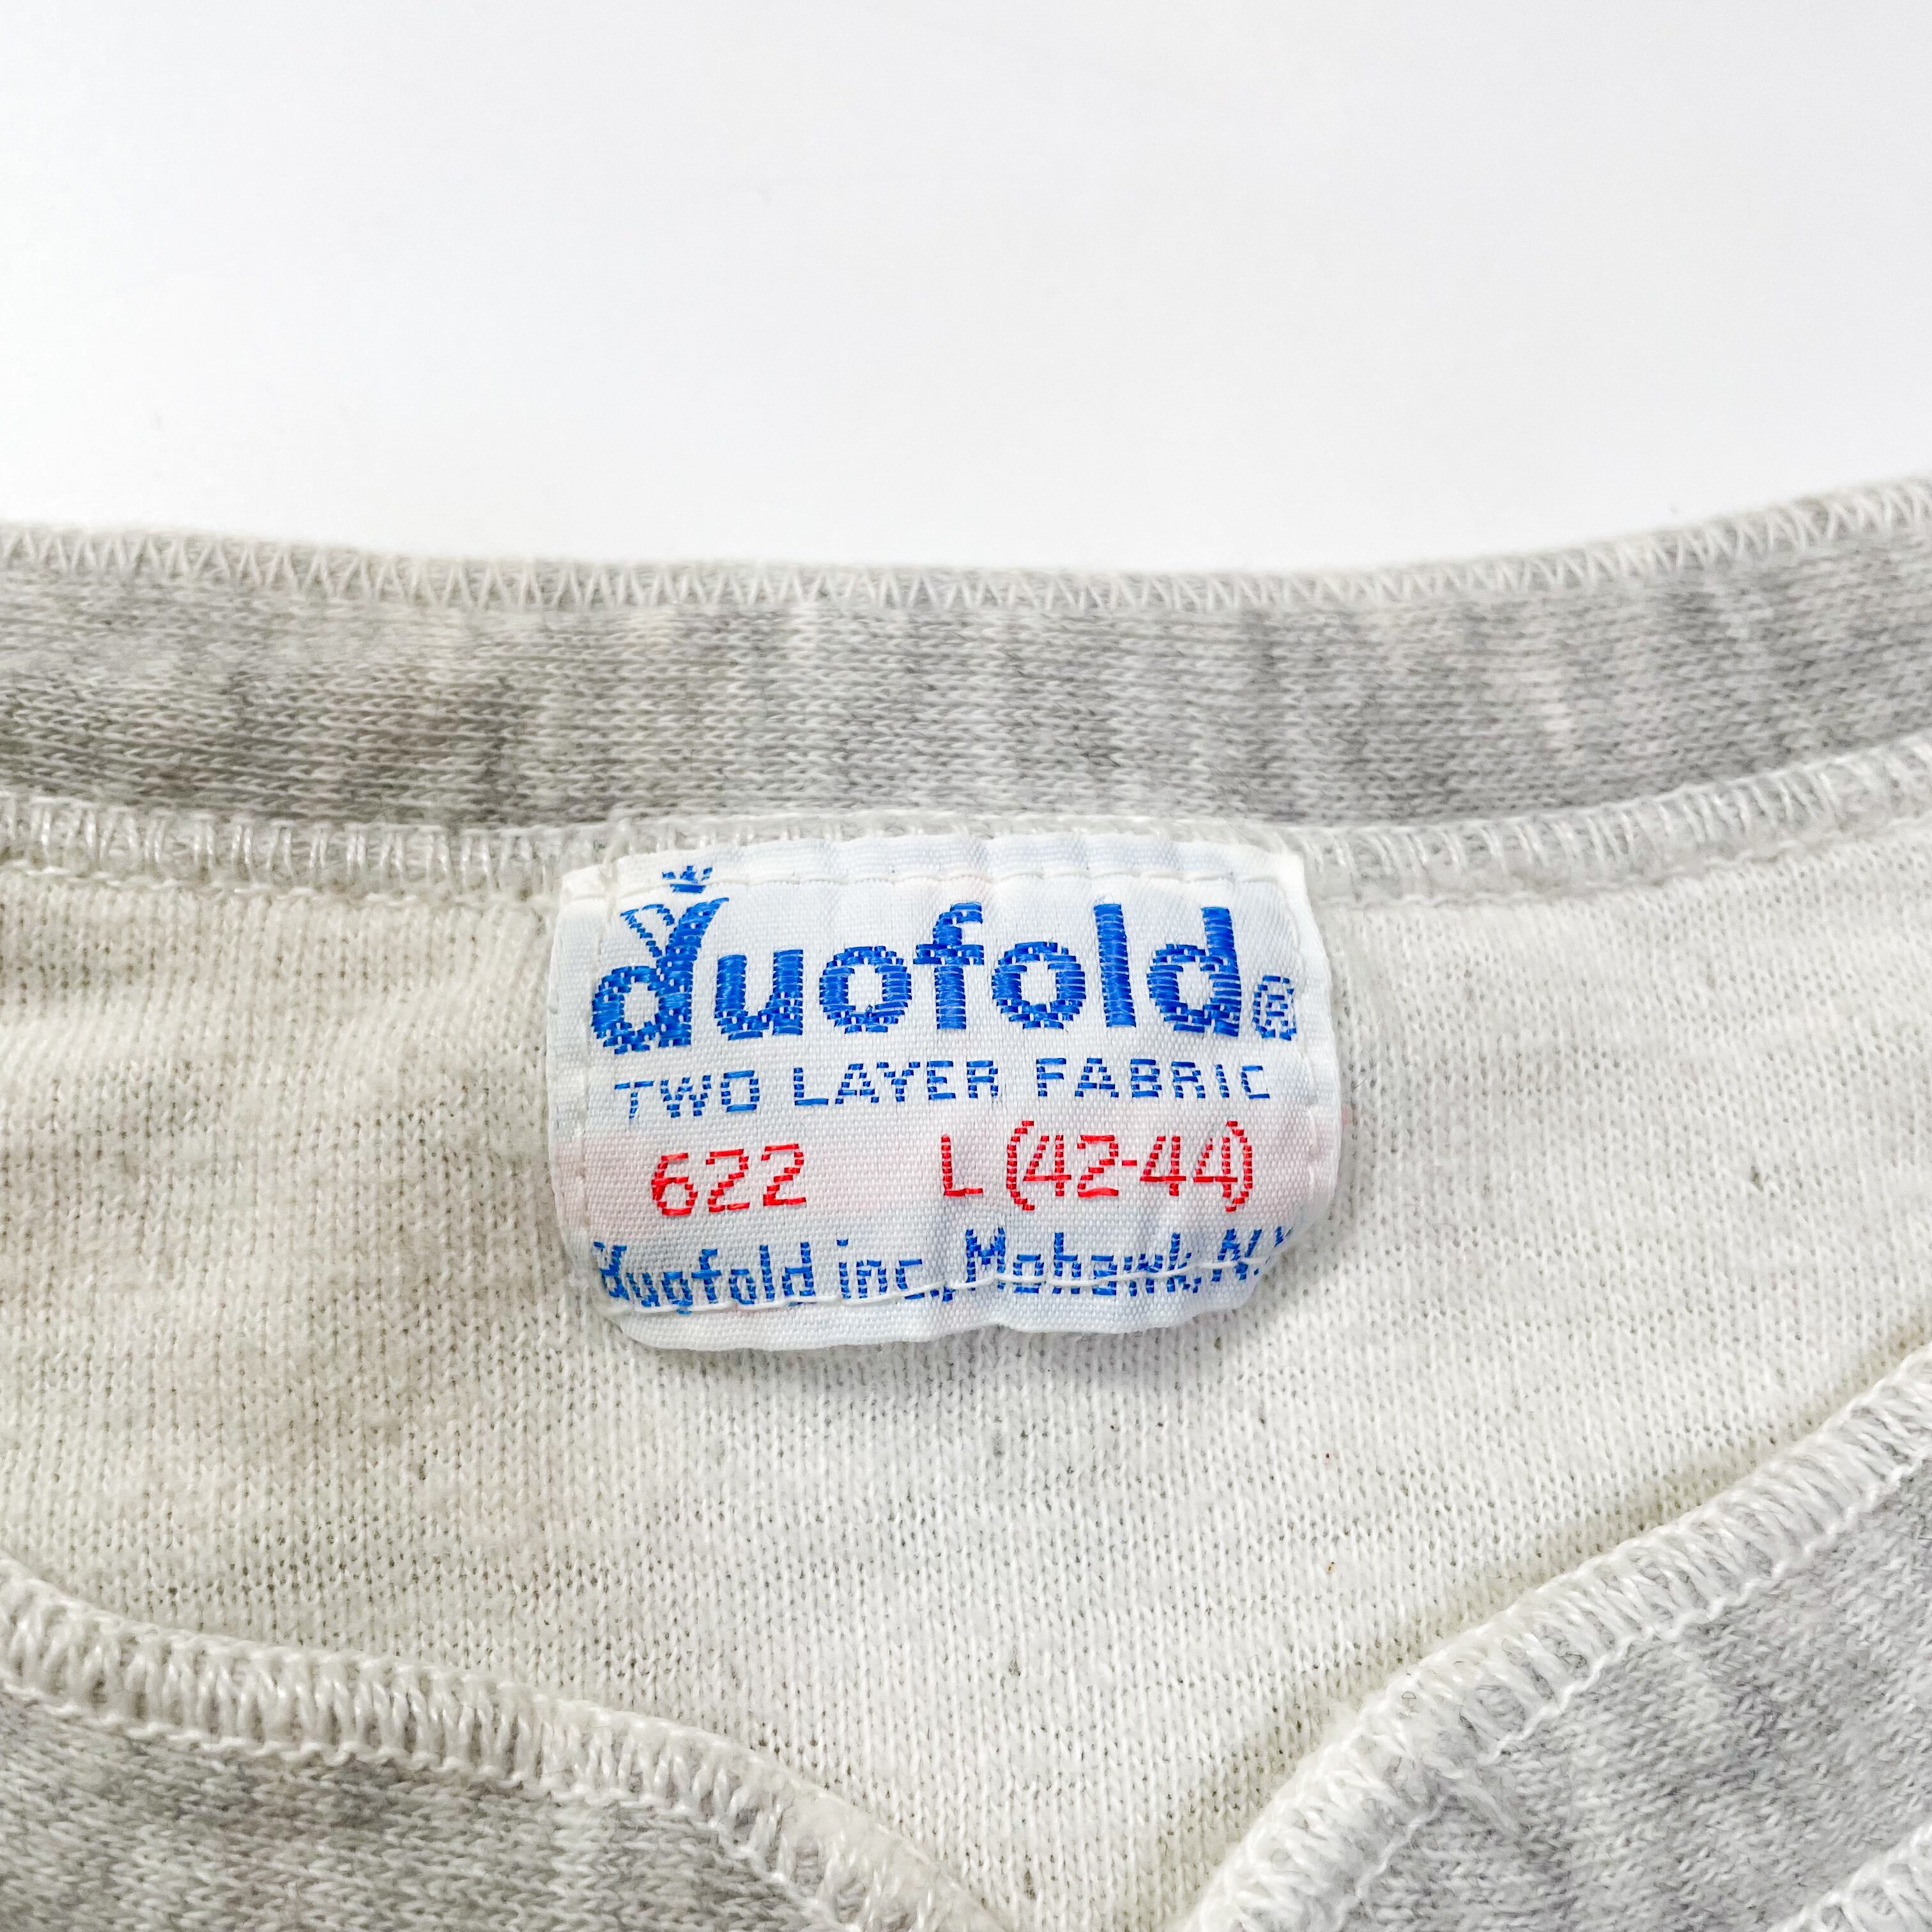 duofold®
TWO LAYER FABRIC
622 L (42-44)
duofold inc., Mohawk, N.Y